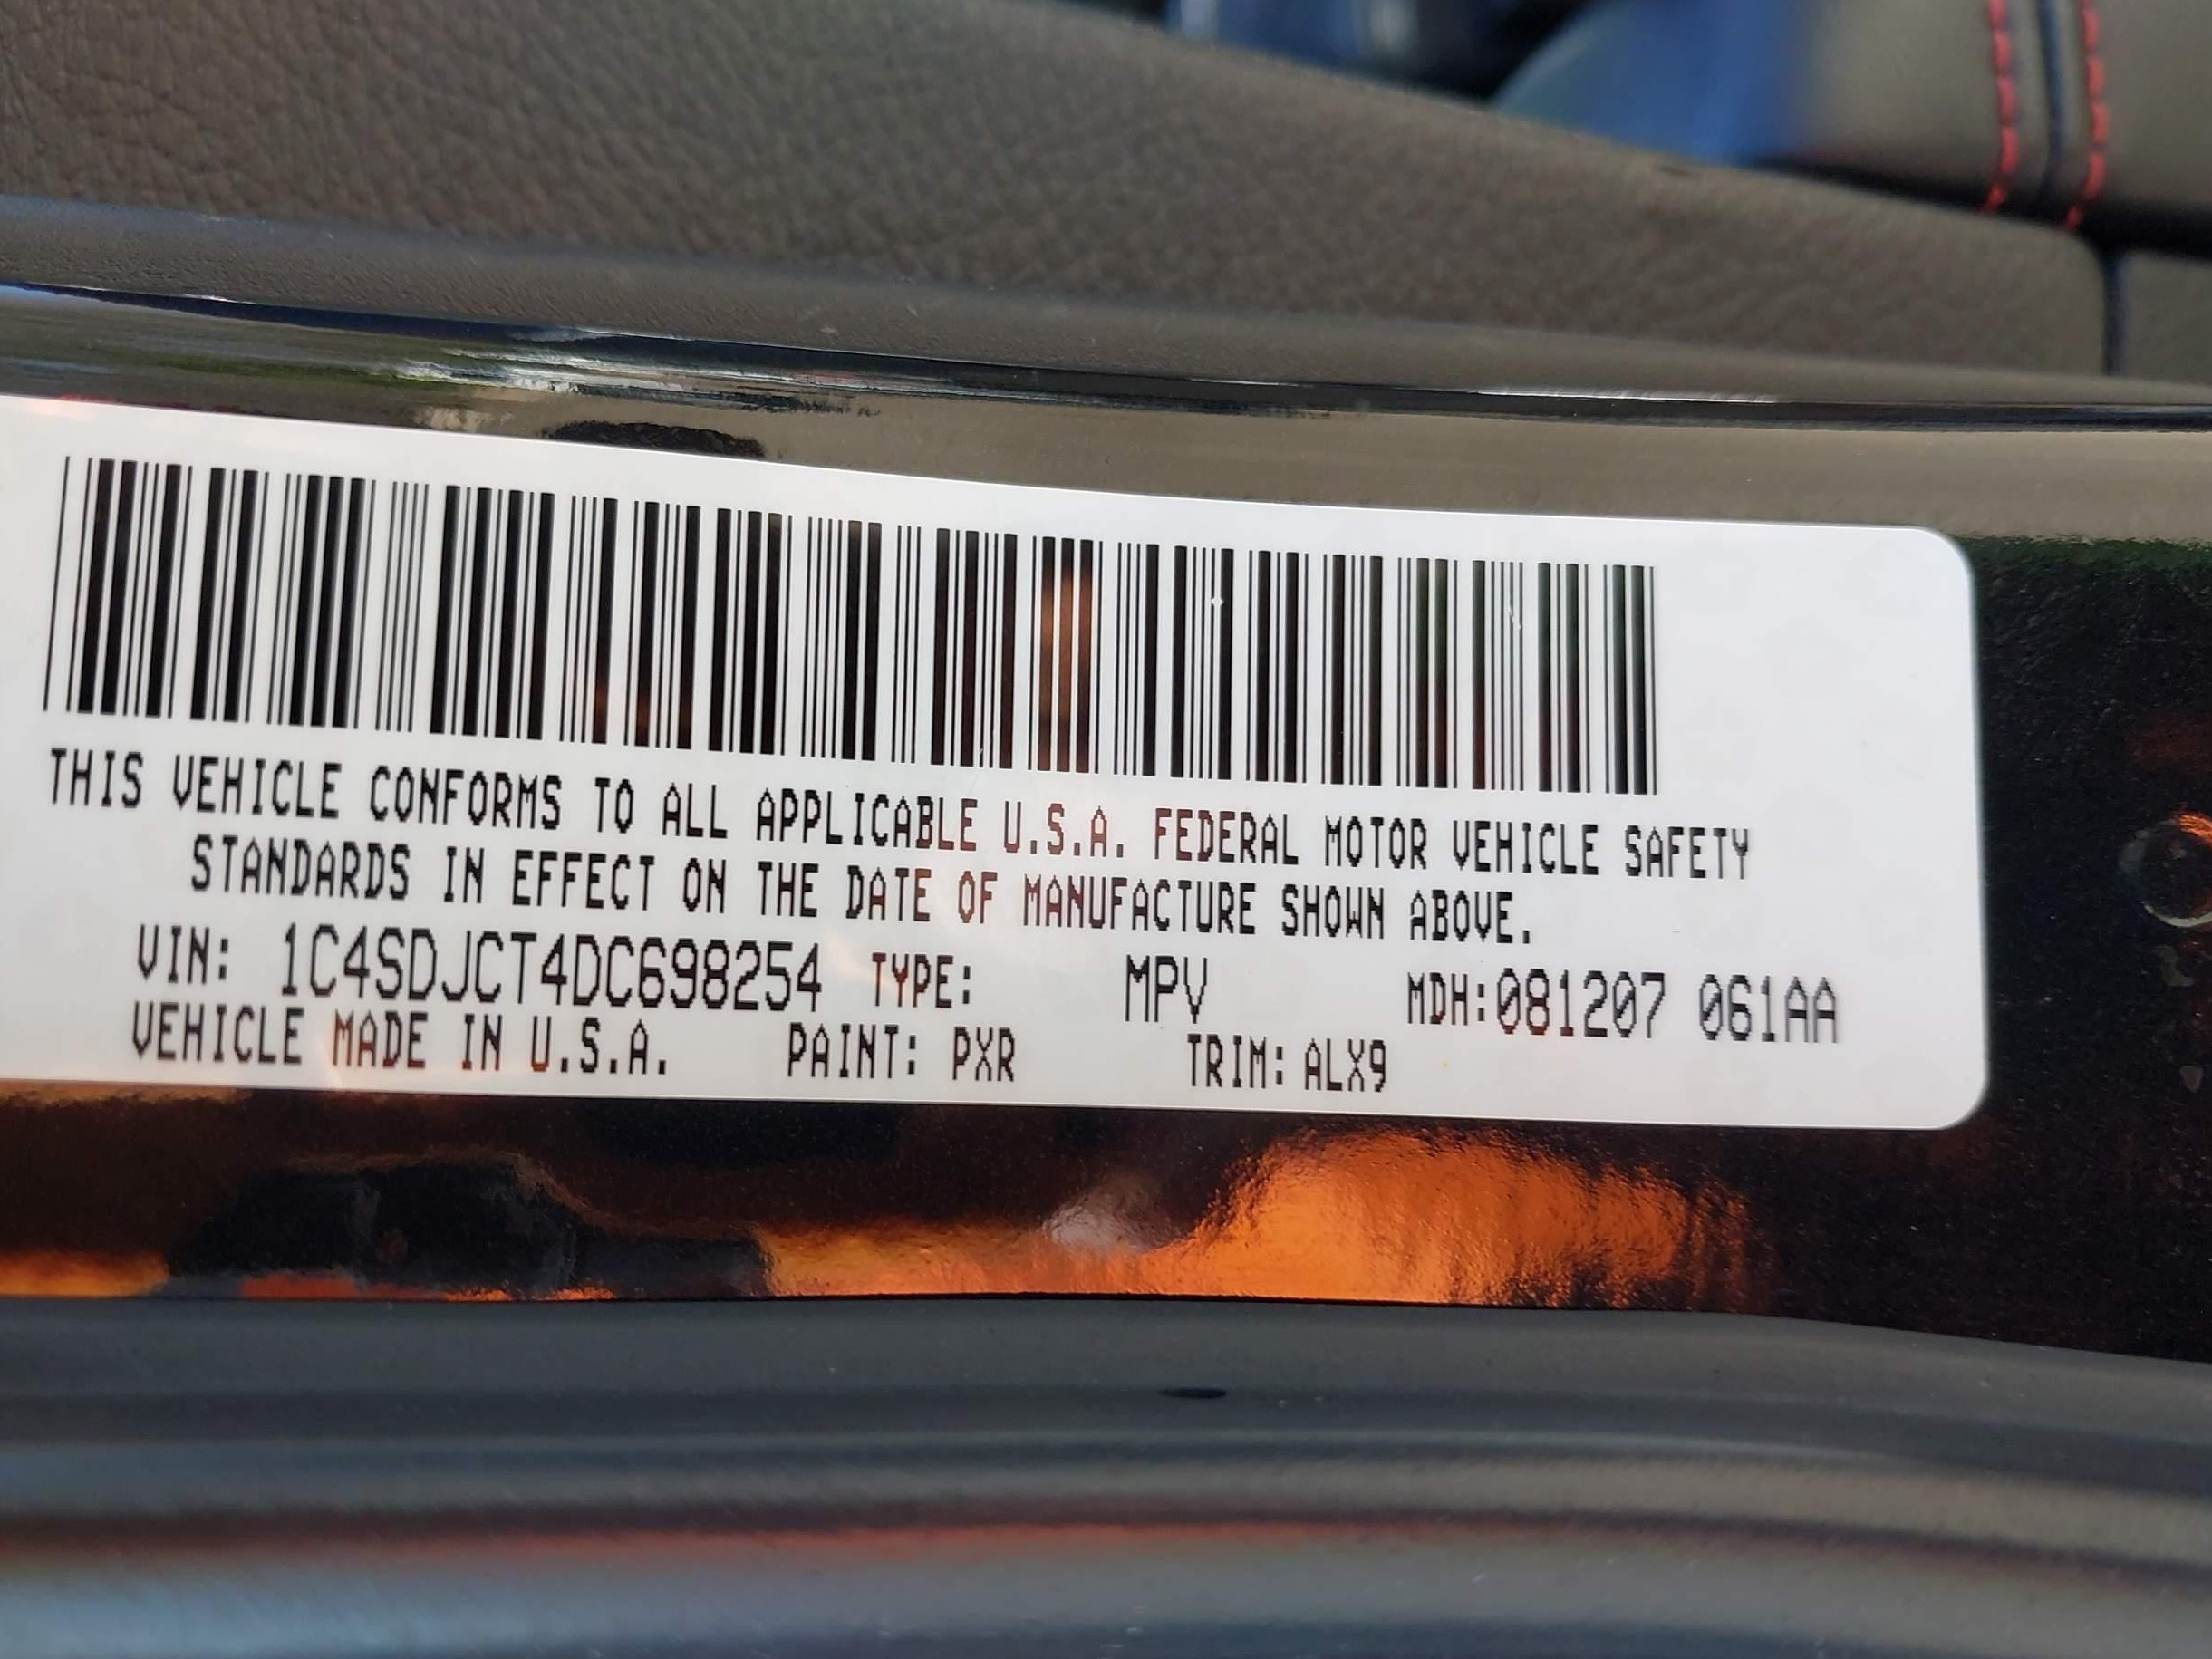 THIS VEHICLE CONFORMS TO ALL APPLICABLE U.S.A. FEDERAL MOTOR VEHICLE SAFETY
STANDARDS IN EFFECT ON THE DATE OF MANUFACTURE SHOWN ABOVE.
VIN: 1C4SDJCT4DC698254 TYPE: MPV MDH:081207 061AA
VEHICLE MADE IN U.S.A. PAINT: PXR TRIM: ALX9